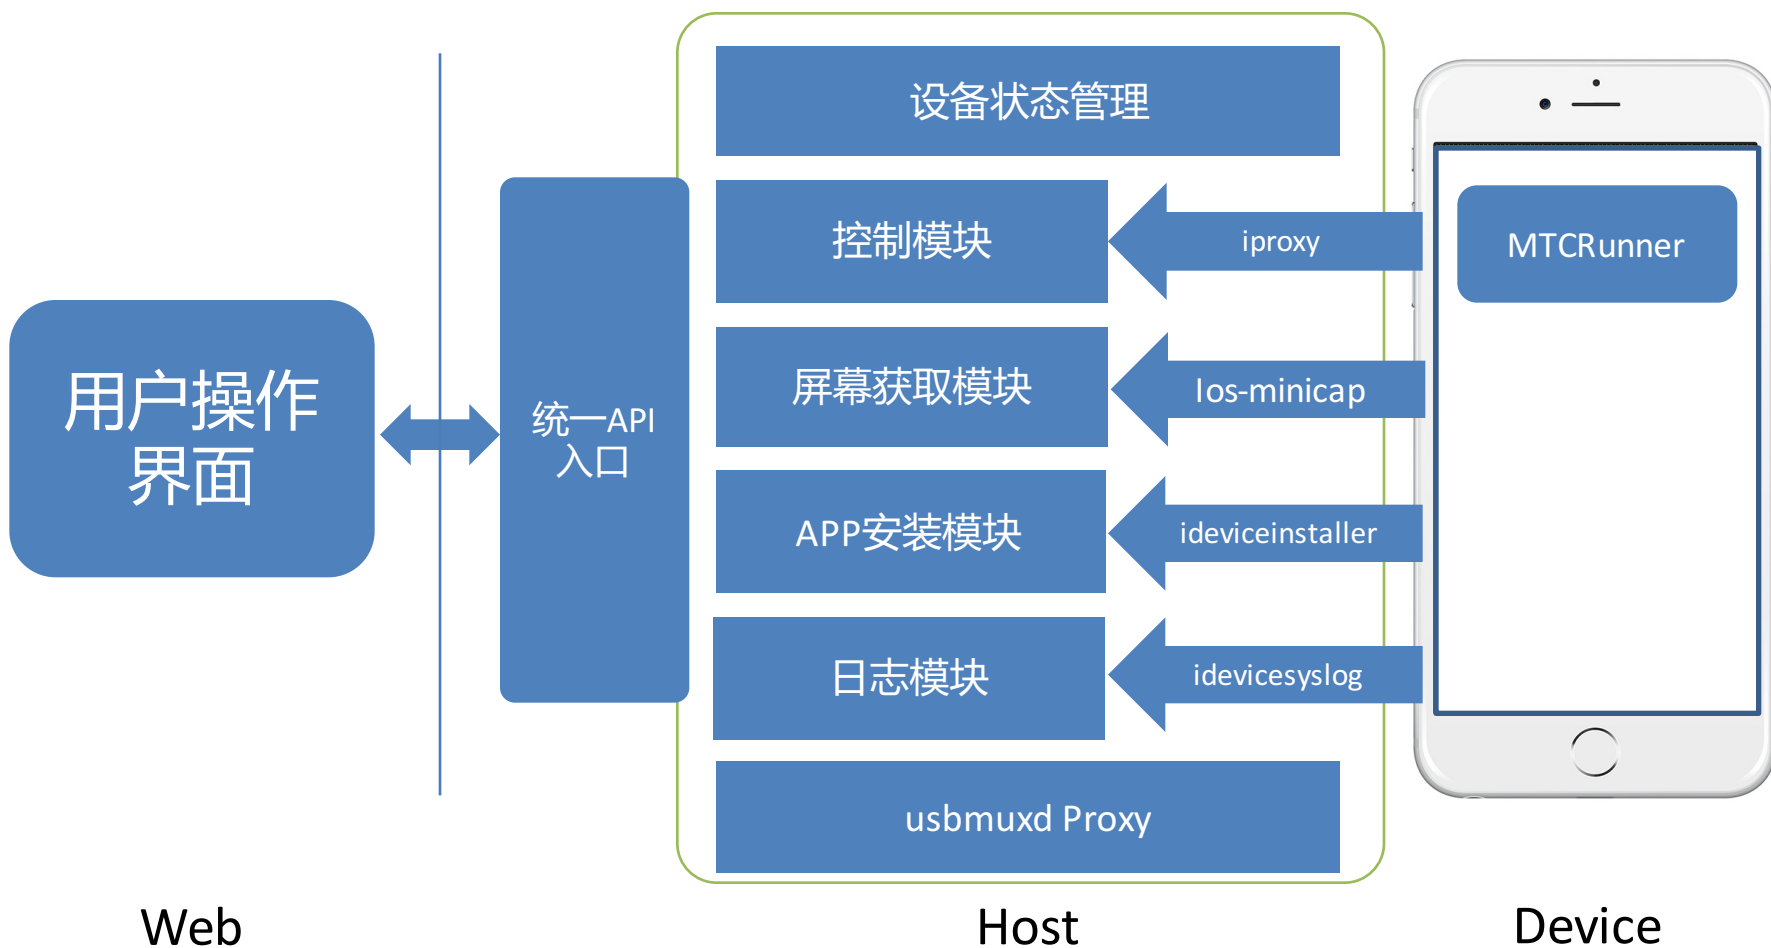 设备状态管理
控制模块
iproxy
MTCRunner
用户操作
界面
统一API
入口
屏幕获取模块
Ios-minicap
APP安装模块
ideviceinstaller
日志模块
idevicesyslog
usbmuxd Proxy
Web
Host
Device